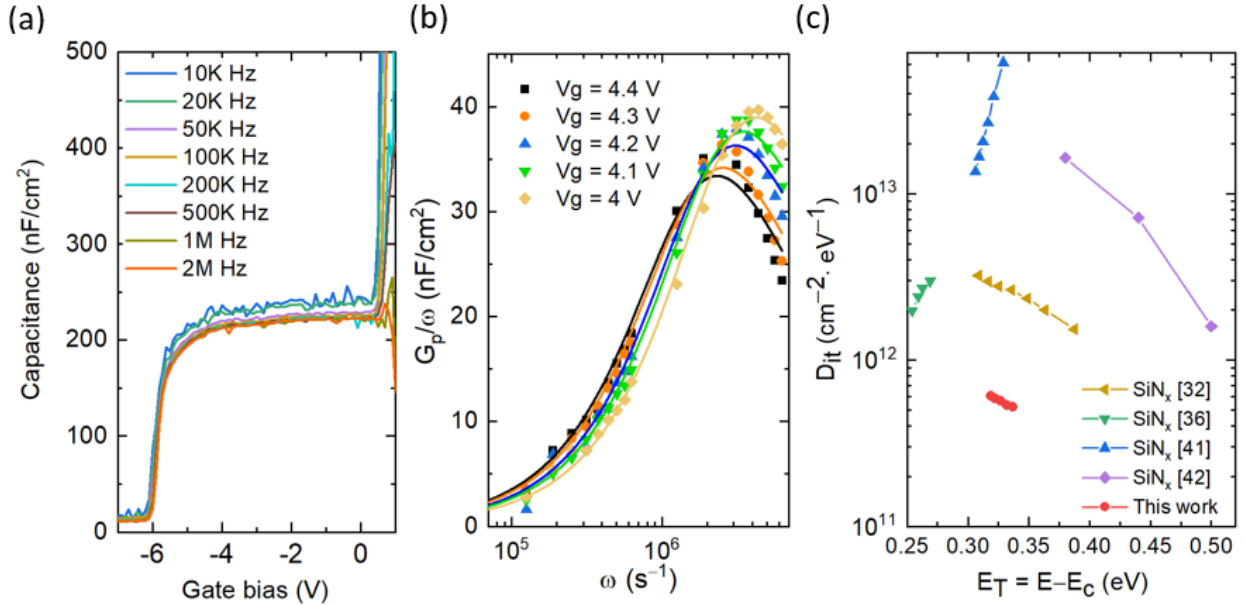 (a)
500
400
300
200
100
0
Capacitance (nF/cm²)
10K Hz
20K Hz
50K Hz
100K Hz
200K Hz
500K Hz
1M Hz
2M Hz
-6
-4
-2
0
Gate bias (V)
(b)
40
30
20
10
0
Gₚ/ω (nF/cm²)
Vg = 4.4 V
Vg = 4.3 V
Vg = 4.2 V
Vg = 4.1 V
Vg = 4 V
10⁵
10⁶
ω (s⁻¹)
(c)
10¹³
10¹²
10¹¹
Dᵢₜ (cm⁻²· eV⁻¹)
SiNₓ [32]
SiNₓ [36]
SiNₓ [41]
SiNₓ [42]
This work
0.25
0.30
0.35
0.40
0.45
0.50
E_T = E−E_C (eV)